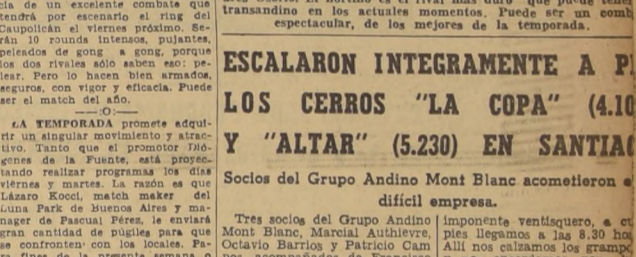 cia de un excelente combate que
tendrá por escenario el ring del
Caupolicán el viernes próximo. Se-
rán 10 rounds intensos, pujantes,
peleados de gong a gong, porque
los dos rivales sólo saben eso: pe-
lear. Pero lo hacen bien armados,
seguros, con vigor y eficacia. Puede
ser el match del año.
—:O:—
LA TEMPORADA promete adqui-
rir un singular movimiento y atrac-
tivo. Tanto que el promotor Dió-
genes de la Fuente, está proyec-
tando realizar programas los días
viernes y martes. La razón es que
Lázaro Kocci, match maker del
Luna Park de Buenos Aires y ma-
nager de Pascual Pérez, le enviará
gran cantidad de púgiles para que
se confronten con los locales. Pa-
transandino en los actuales momentos. Puede ser un comb
espectacular, de los mejores de la temporada.
ESCALARON INTEGRAMENTE A P
LOS CERROS "LA COPA" (4.10
Y "ALTAR" (5.230) EN SANTIAG
Socios del Grupo Andino Mont Blanc acometieron
difícil empresa.
Tres socios del Grupo Andino
Mont Blanc, Marcial Authievre,
Octavio Barrios y Patricio Cam
imponente ventisquero, a cu
pies llegamos a las 8.30 ho
Allí nos calzamos los grampo